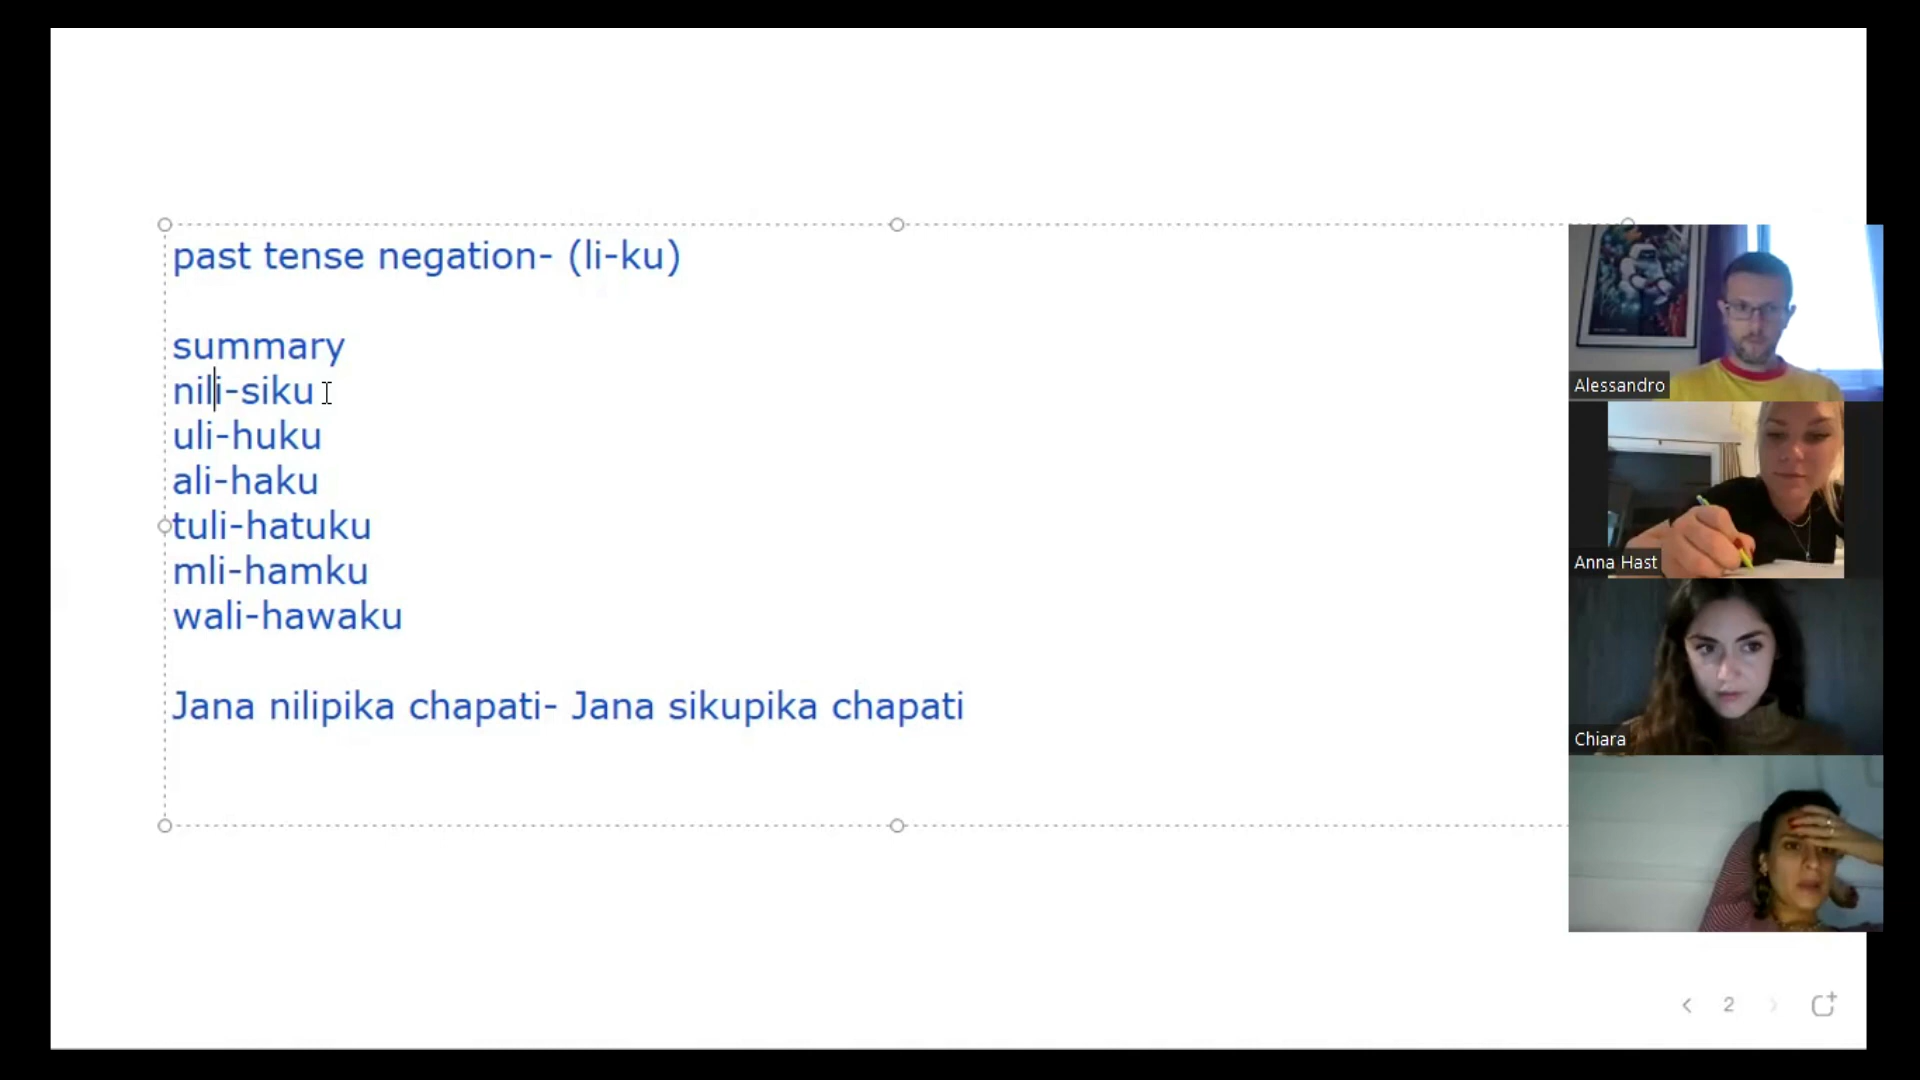 past tense negation- (li-ku)
summary
nili-siku
uli-huku
ali-haku
tuli-hatuku
mli-hamku
wali-hawaku
Jana nilipika chapati- Jana sikupika chapati
Alessandro
Anna Hast
Chiara
2